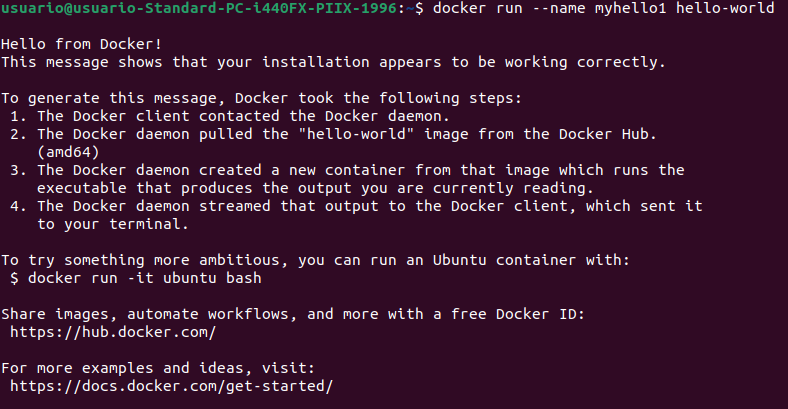 usuario@usuario-Standard-PC-i440FX-PIIX-1996:~$ docker run --name myhello1 hello-world

Hello from Docker!
This message shows that your installation appears to be working correctly.

To generate this message, Docker took the following steps:
 1. The Docker client contacted the Docker daemon.
 2. The Docker daemon pulled the "hello-world" image from the Docker Hub.
    (amd64)
 3. The Docker daemon created a new container from that image which runs the
    executable that produces the output you are currently reading.
 4. The Docker daemon streamed that output to the Docker client, which sent it
    to your terminal.

To try something more ambitious, you can run an Ubuntu container with:
 $ docker run -it ubuntu bash

Share images, automate workflows, and more with a free Docker ID:
 https://hub.docker.com/

For more examples and ideas, visit:
 https://docs.docker.com/get-started/